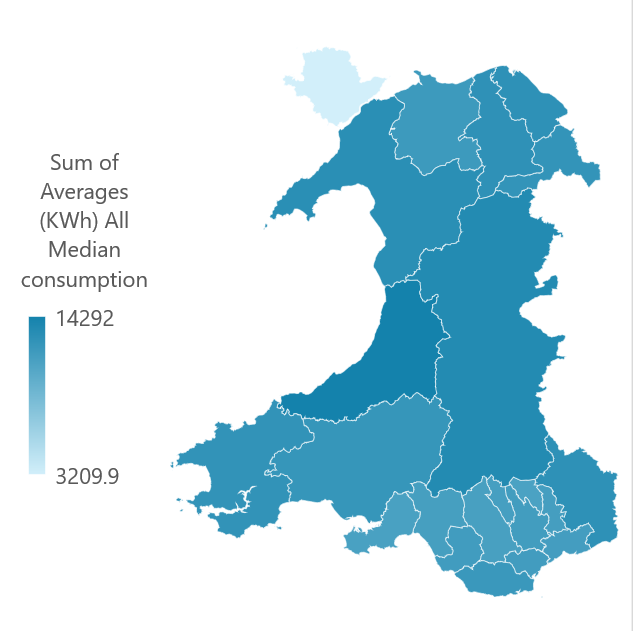 Sum of
Averages
(KWh) All
Median
consumption
14292
3209.9